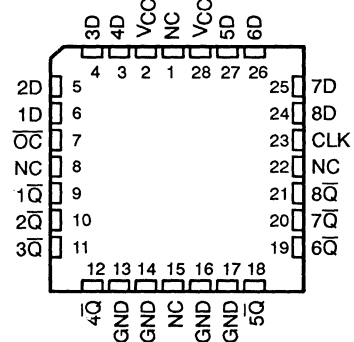 3D 4D VCC NC VCC 5D 6D
4 3 2 1 28 27 26
2D 5 25 7D
1D 6 24 8D
O̅C̅ 7 23 CLK
NC 8 22 NC
1Q̅ 9 21 8Q̅
2Q̅ 10 20 7Q̅
3Q̅ 11 19 6Q̅
12 13 14 15 16 17 18
4Q̅ GND GND NC GND GND 5Q̅